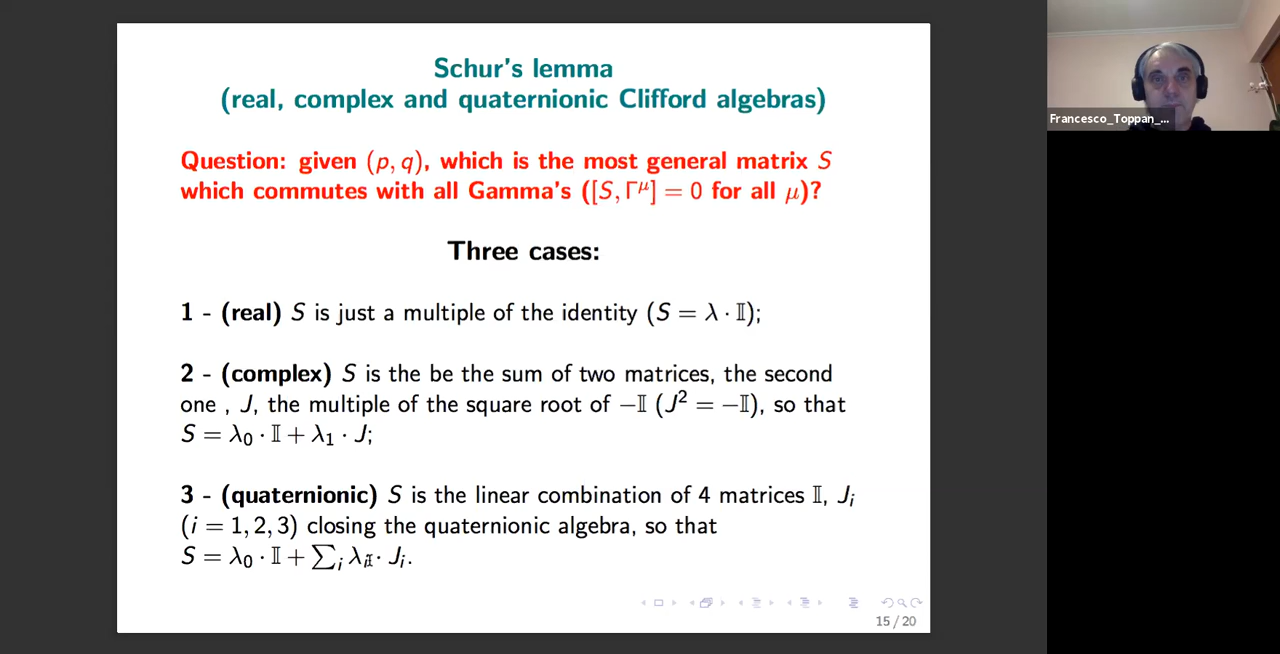 Schur's lemma
(real, complex and quaternionic Clifford algebras)
Question: given (p, q), which is the most general matrix S
which commutes with all Gamma's ([S, Γ^μ] = 0 for all μ)?
Three cases:
1 - (real) S is just a multiple of the identity (S = λ · 𝕀);
2 - (complex) S is the be the sum of two matrices, the second
one , J, the multiple of the square root of −𝕀 (J² = −𝕀), so that
S = λ₀ · 𝕀 + λ₁ · J;
3 - (quaternionic) S is the linear combination of 4 matrices 𝕀, Jᵢ
(i = 1, 2, 3) closing the quaternionic algebra, so that
S = λ₀ · 𝕀 + ∑ᵢ λᵢ · Jᵢ.
15 / 20
Francesco_Toppan_...